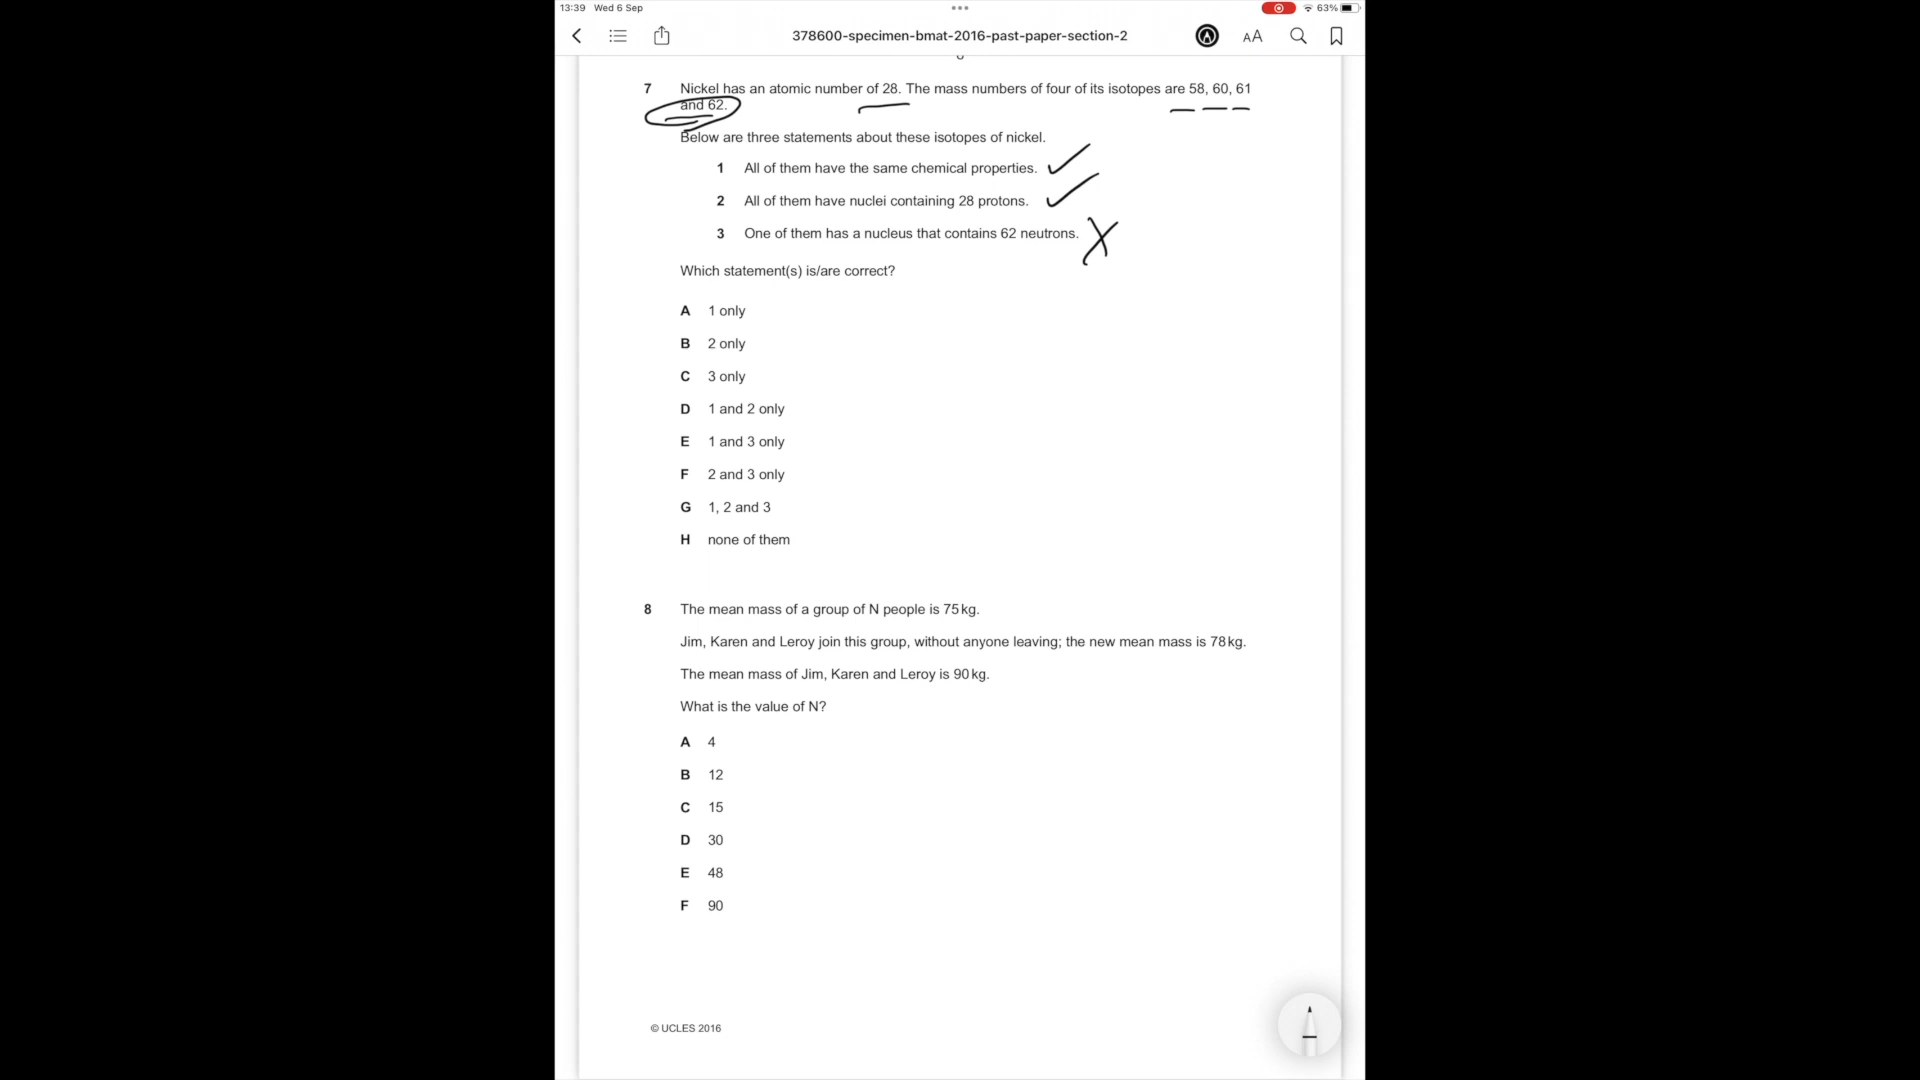 13:39 Wed 6 Sep
63%
378600-specimen-bmat-2016-past-paper-section-2
AA
7 Nickel has an atomic number of 28. The mass numbers of four of its isotopes are 58, 60, 61
and 62.
Below are three statements about these isotopes of nickel.
1 All of them have the same chemical properties.
2 All of them have nuclei containing 28 protons.
3 One of them has a nucleus that contains 62 neutrons.
Which statement(s) is/are correct?
A 1 only
B 2 only
C 3 only
D 1 and 2 only
E 1 and 3 only
F 2 and 3 only
G 1, 2 and 3
H none of them
8 The mean mass of a group of N people is 75 kg.
Jim, Karen and Leroy join this group, without anyone leaving; the new mean mass is 78 kg.
The mean mass of Jim, Karen and Leroy is 90 kg.
What is the value of N?
A 4
B 12
C 15
D 30
E 48
F 90
© UCLES 2016